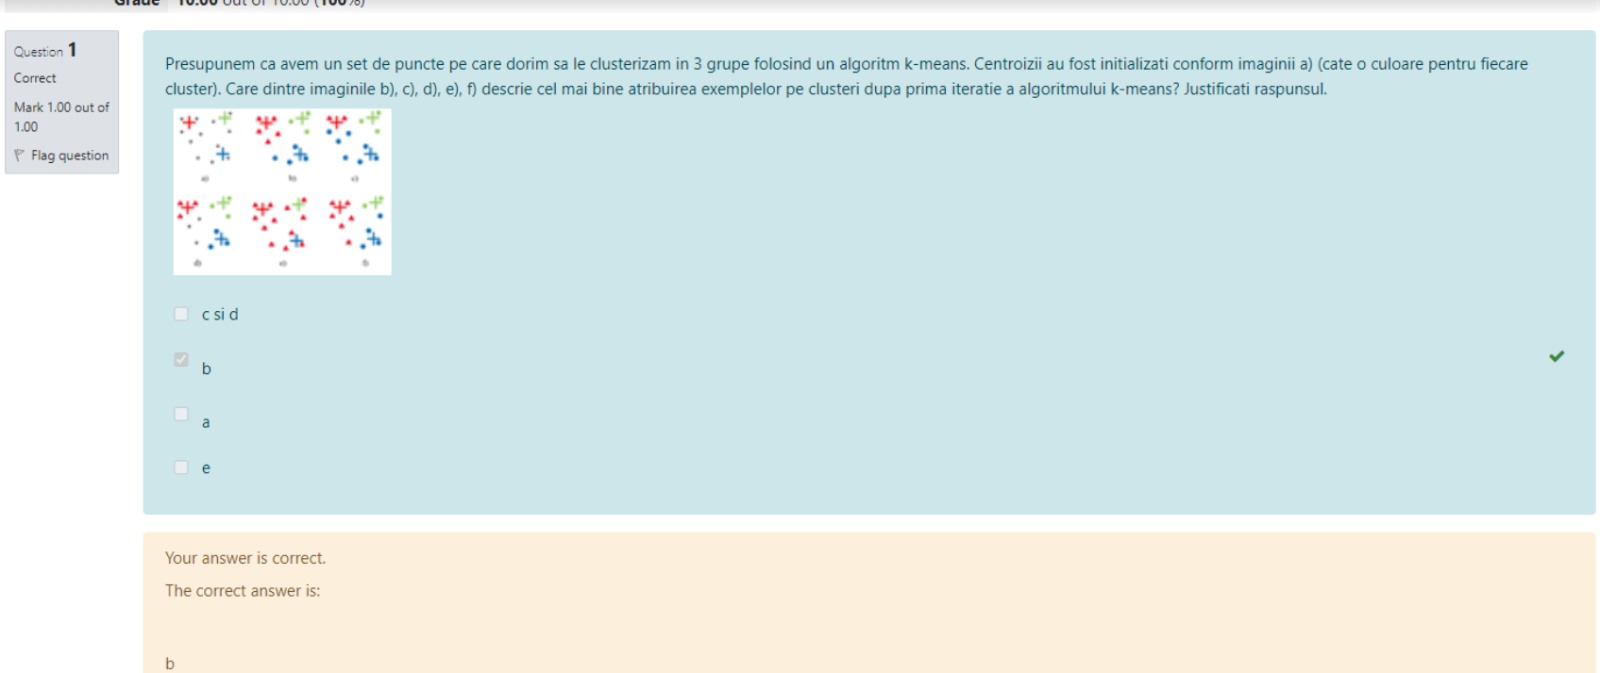 Grade 10.00 out of 10.00 (100%)
Question 1
Correct
Mark 1.00 out of
1.00
Flag question
Presupunem ca avem un set de puncte pe care dorim sa le clusterizam in 3 grupe folosind un algoritm k-means. Centroizii au fost initializati conform imaginii a) (cate o culoare pentru fiecare
cluster). Care dintre imaginile b), c), d), e), f) descrie cel mai bine atribuirea exemplelor pe clusteri dupa prima iteratie a algoritmului k-means? Justificati raspunsul.
c si d
b
a
e
Your answer is correct.
The correct answer is:
b